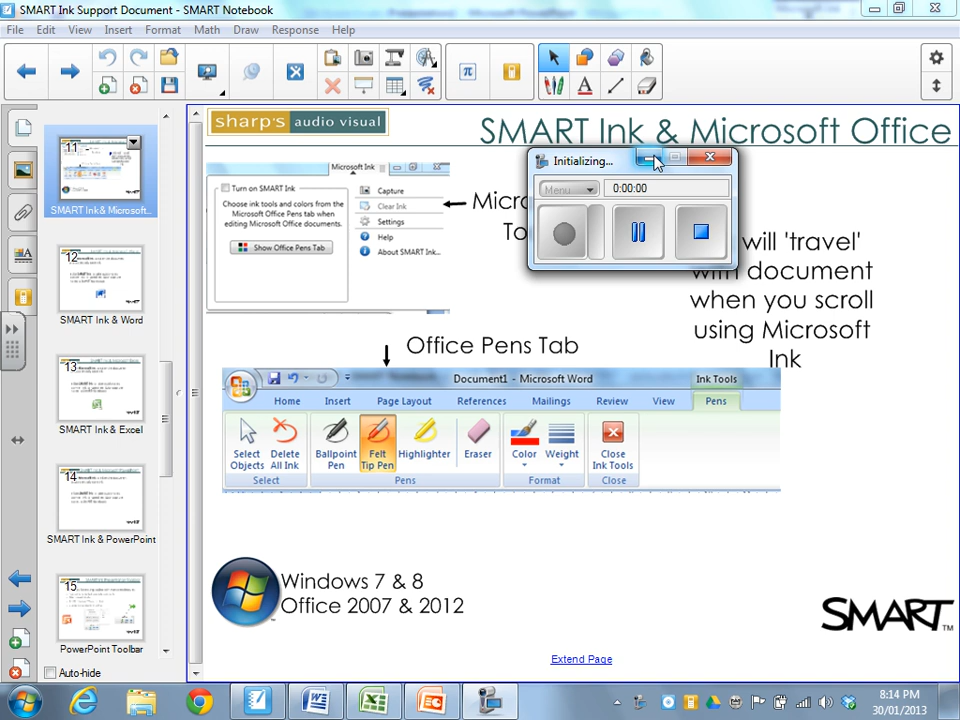 SMART Ink Support Document - SMART Notebook
File Edit View Insert Format Math Draw Response Help
sharp's audio visual
SMART Ink & Microsoft Office
Initializing...
Menu
0:00:00
11
SMART Ink & Microsoft...
12
SMART Ink & Word
13
SMART Ink & Excel
14
SMART Ink & PowerPoint
15
PowerPoint Toolbar
Auto-hide
Microsoft Ink
Turn on SMART Ink
Choose ink tools and colors from the
Microsoft Office Pens tab when
editing Microsoft Office documents.
Show Office Pens Tab
Capture
Clear Ink
Settings
Help
About SMART Ink...
will 'travel'
with document
when you scroll
using Microsoft
Ink
Office Pens Tab
Document1 - Microsoft Word
Ink Tools
Home Insert Page Layout References Mailings Review View Pens
Select Objects
Delete All Ink
Ballpoint Pen
Felt Tip Pen
Highlighter
Eraser
Color
Weight
Close Ink Tools
Select Pens Format Close
Windows 7 & 8
Office 2007 & 2012
SMART TM
Extend Page
8:14 PM
30/01/2013